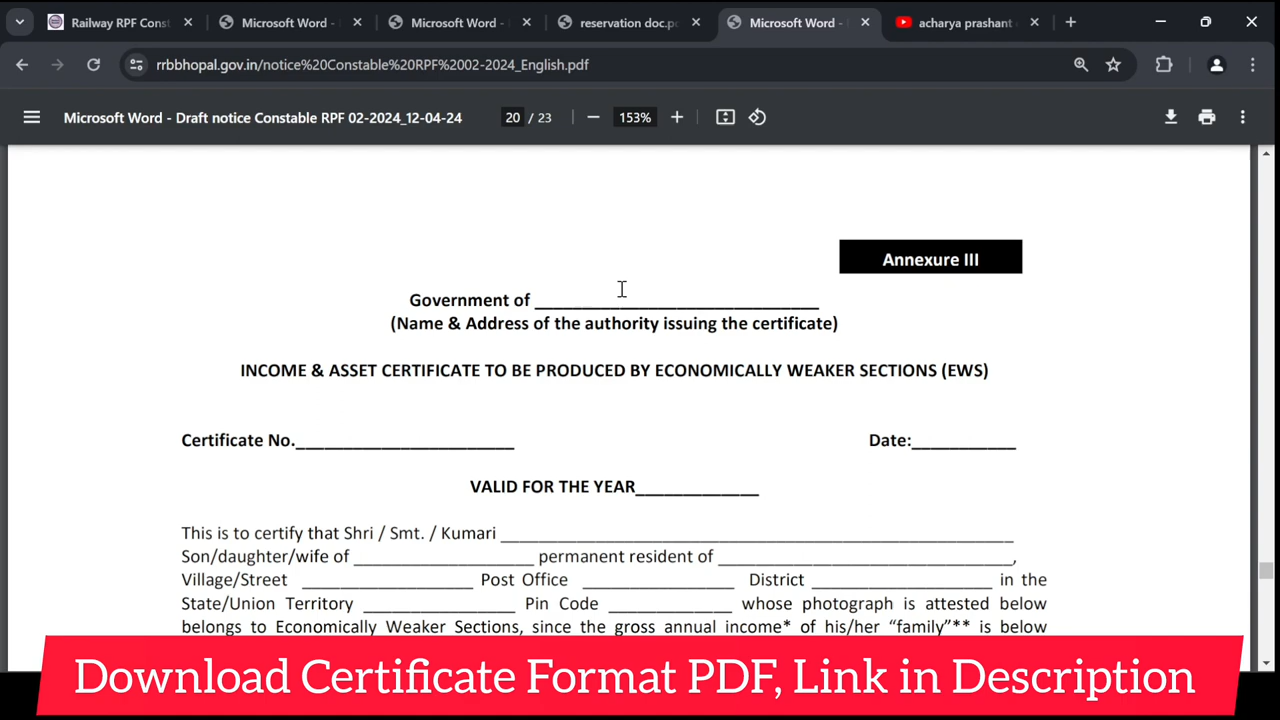 Railway RPF Const
Microsoft Word -
Microsoft Word -
reservation doc.p
Microsoft Word -
acharya prashant
rrbbhopal.gov.in/notice%20Constable%20RPF%2002-2024_English.pdf
Microsoft Word - Draft notice Constable RPF 02-2024_12-04-24
20 / 23
153%
Annexure III
Government of ______________________________
(Name & Address of the authority issuing the certificate)
INCOME & ASSET CERTIFICATE TO BE PRODUCED BY ECONOMICALLY WEAKER SECTIONS (EWS)
Certificate No._______________________ Date:___________
VALID FOR THE YEAR_____________
This is to certify that Shri / Smt. / Kumari ______________________________________________________
Son/daughter/wife of ___________________ permanent resident of _______________________________,
Village/Street __________________ Post Office ________________ District ___________________ in the
State/Union Territory ________________ Pin Code _____________ whose photograph is attested below
belongs to Economically Weaker Sections, since the gross annual income* of his/her “family”** is below
Download Certificate Format PDF, Link in Description